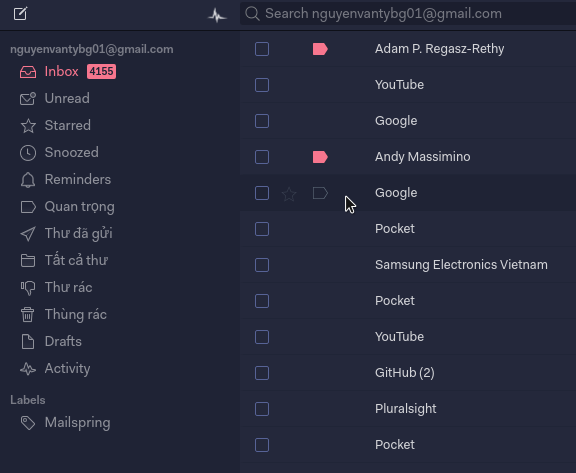 Search nguyenvantybg01@gmail.com
nguyenvantybg01@gmail.com
Inbox 4155
Unread
Starred
Snoozed
Reminders
Quan trọng
Thư đã gửi
Tất cả thư
Thư rác
Thùng rác
Drafts
Activity
Labels
Mailspring
Adam P. Regasz-Rethy
YouTube
Google
Andy Massimino
Google
Pocket
Samsung Electronics Vietnam
Pocket
YouTube
GitHub (2)
Pluralsight
Pocket